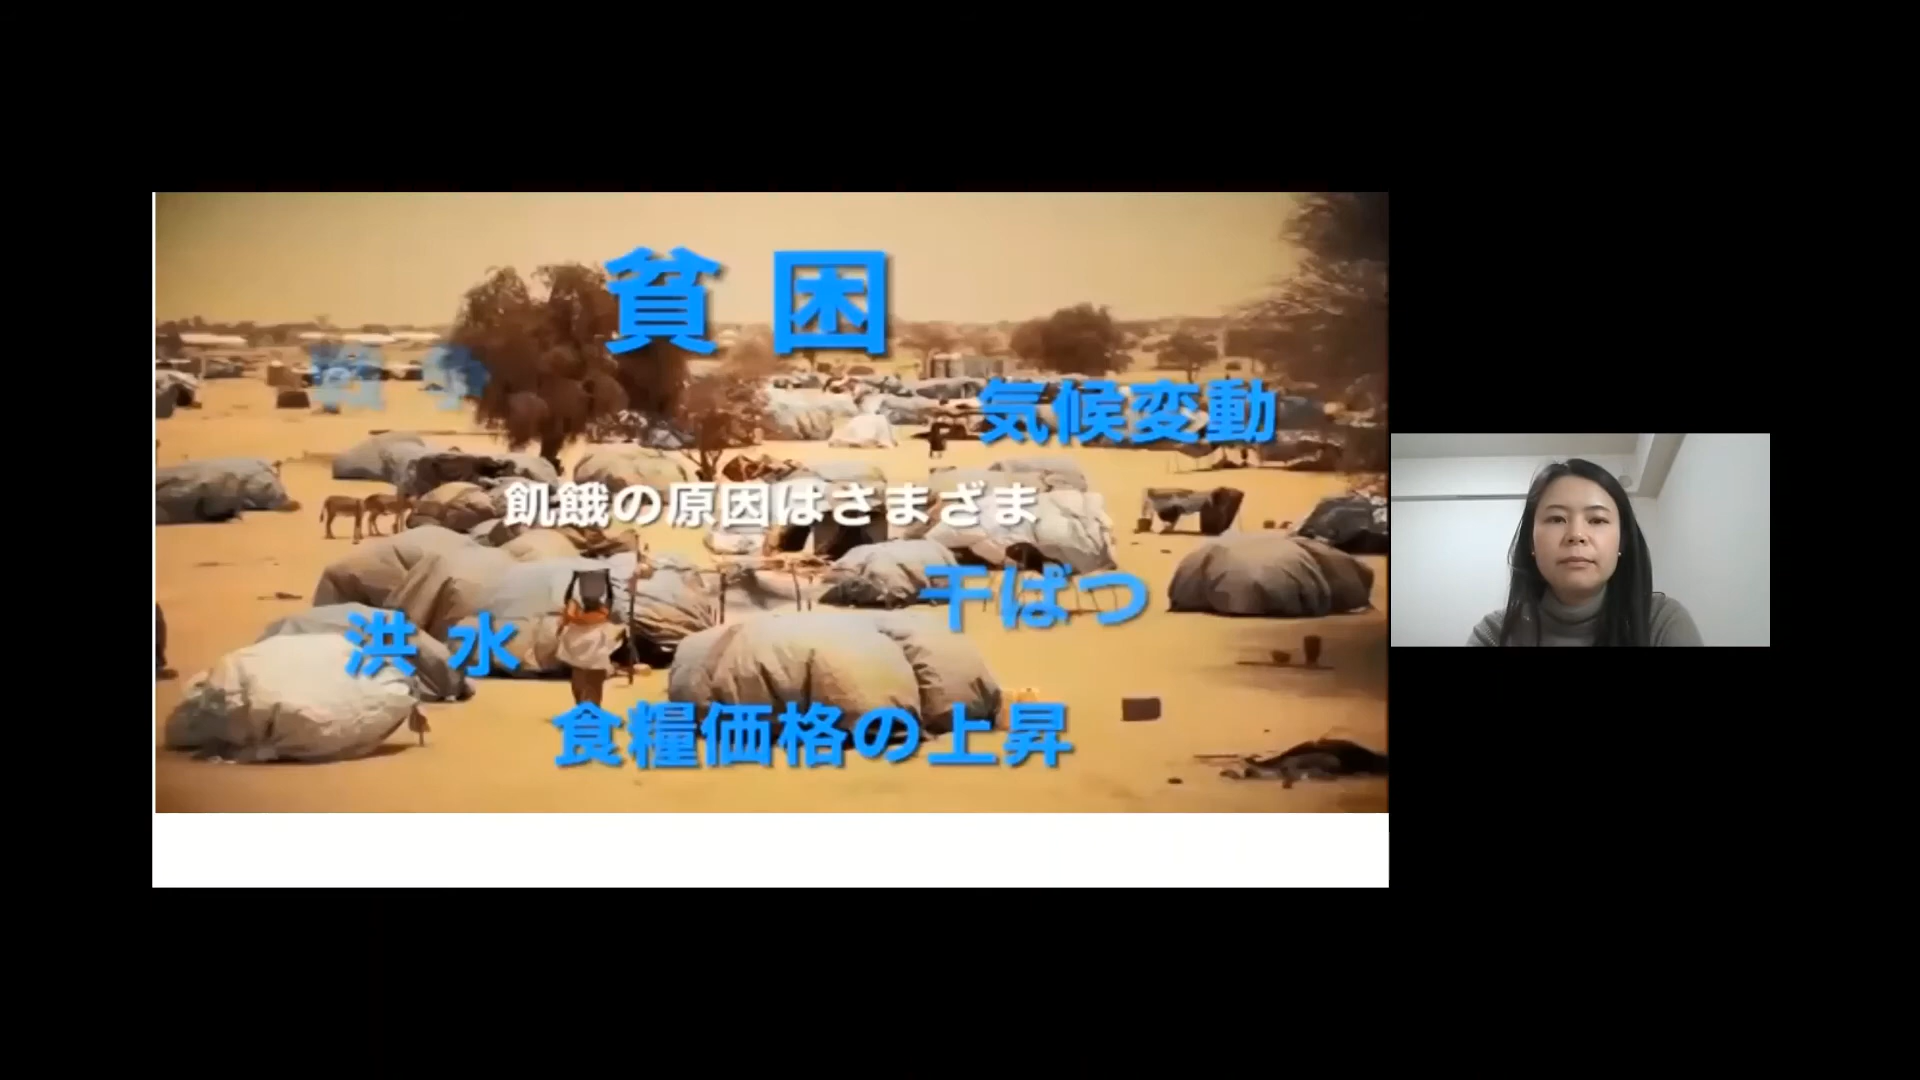 貧困
気候変動
飢餓の原因はさまざま
干ばつ
洪水
食糧価格の上昇